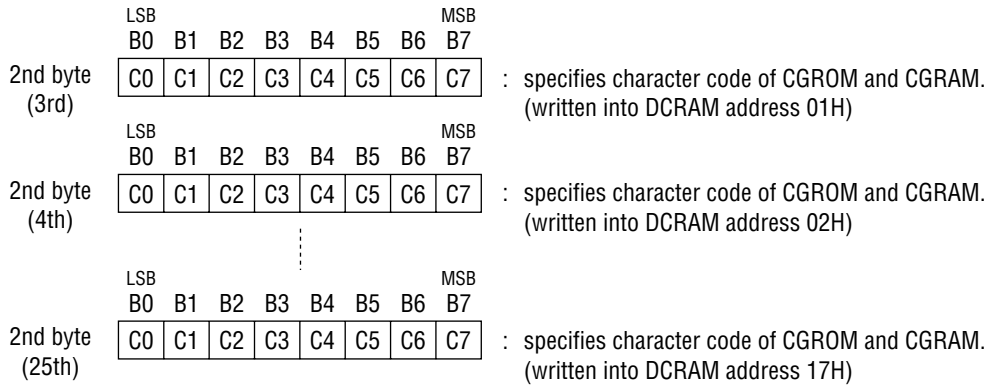 LSB MSB
B0 B1 B2 B3 B4 B5 B6 B7
2nd byte C0 C1 C2 C3 C4 C5 C6 C7 : specifies character code of CGROM and CGRAM.
(3rd) (written into DCRAM address 01H)
LSB MSB
B0 B1 B2 B3 B4 B5 B6 B7
2nd byte C0 C1 C2 C3 C4 C5 C6 C7 : specifies character code of CGROM and CGRAM.
(4th) (written into DCRAM address 02H)
LSB MSB
B0 B1 B2 B3 B4 B5 B6 B7
2nd byte C0 C1 C2 C3 C4 C5 C6 C7 : specifies character code of CGROM and CGRAM.
(25th) (written into DCRAM address 17H)